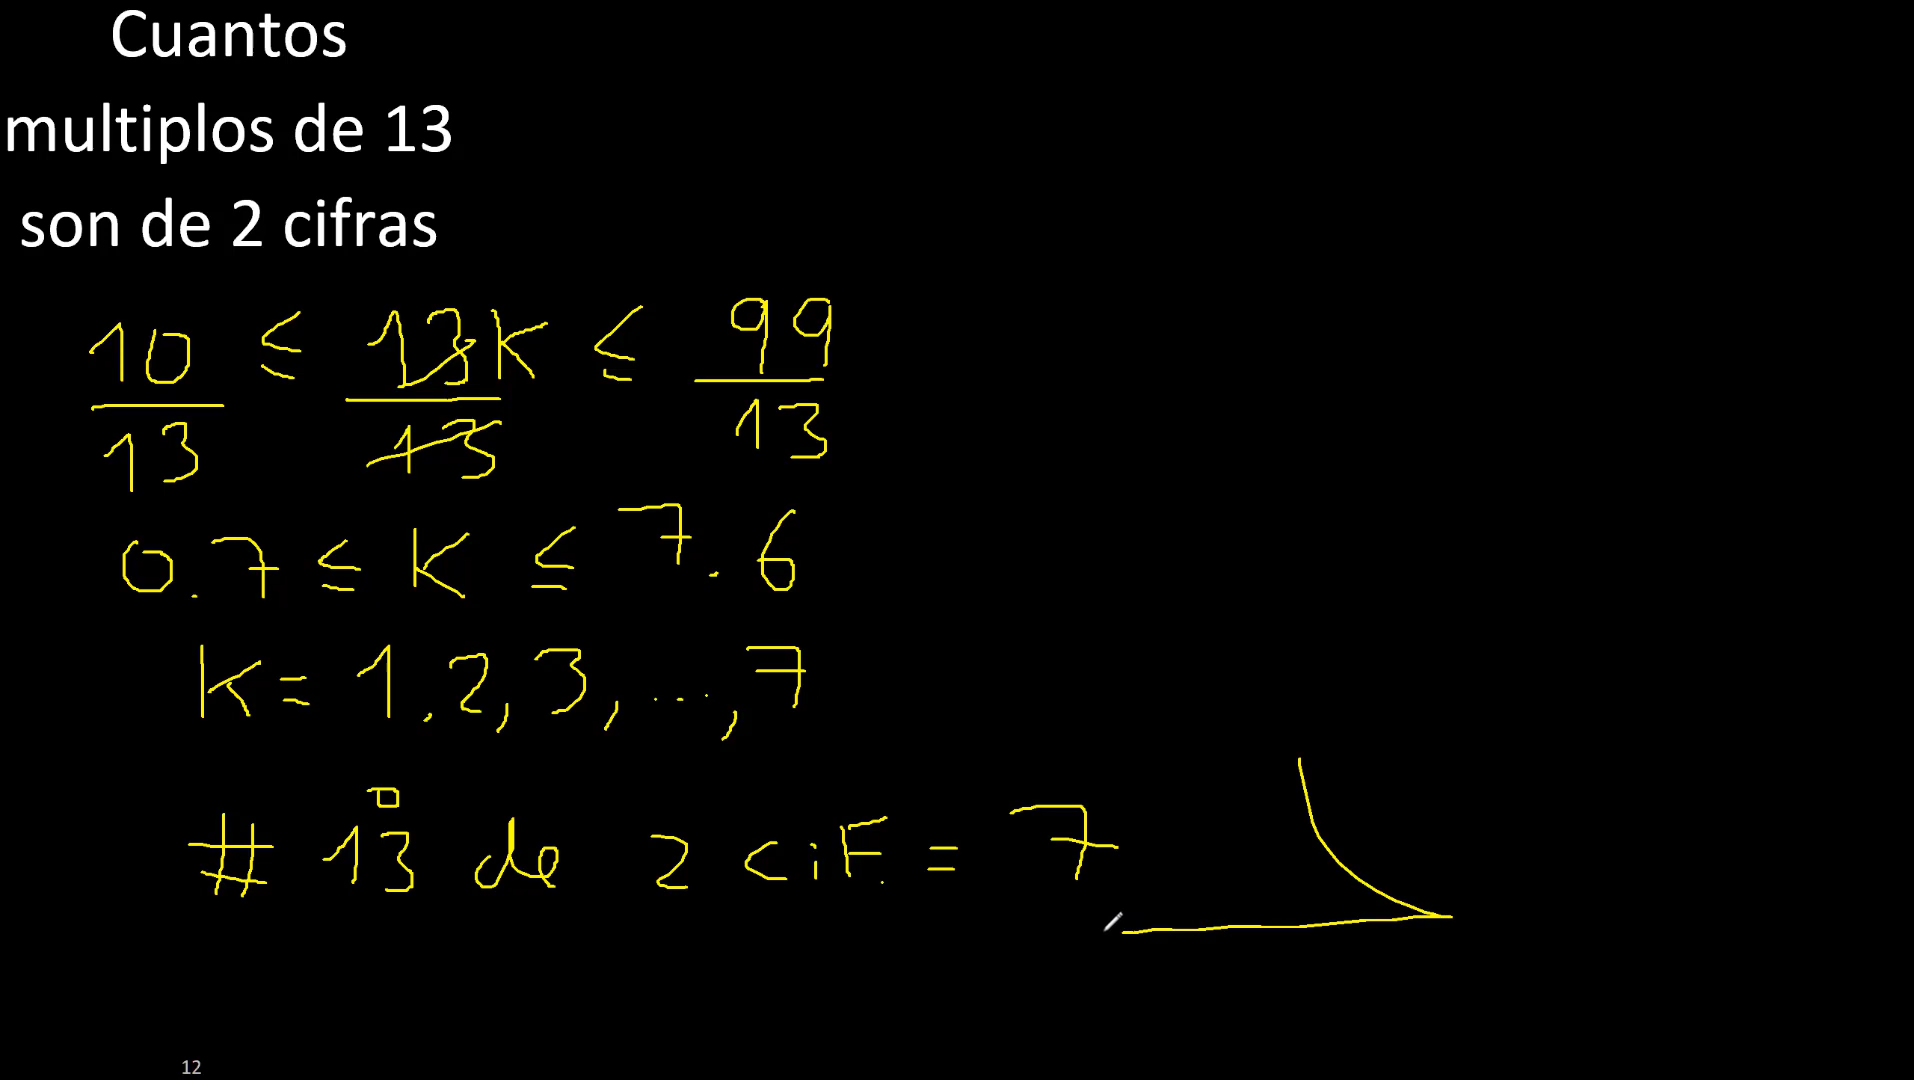 Cuantos
multiplos de 13
son de 2 cifras
10/13 ≤ 13K/13 ≤ 99/13
0.7 ≤ K ≤ 7.6
K = 1, 2, 3, ..., 7
# 13° de 2 ciF. = 7
12